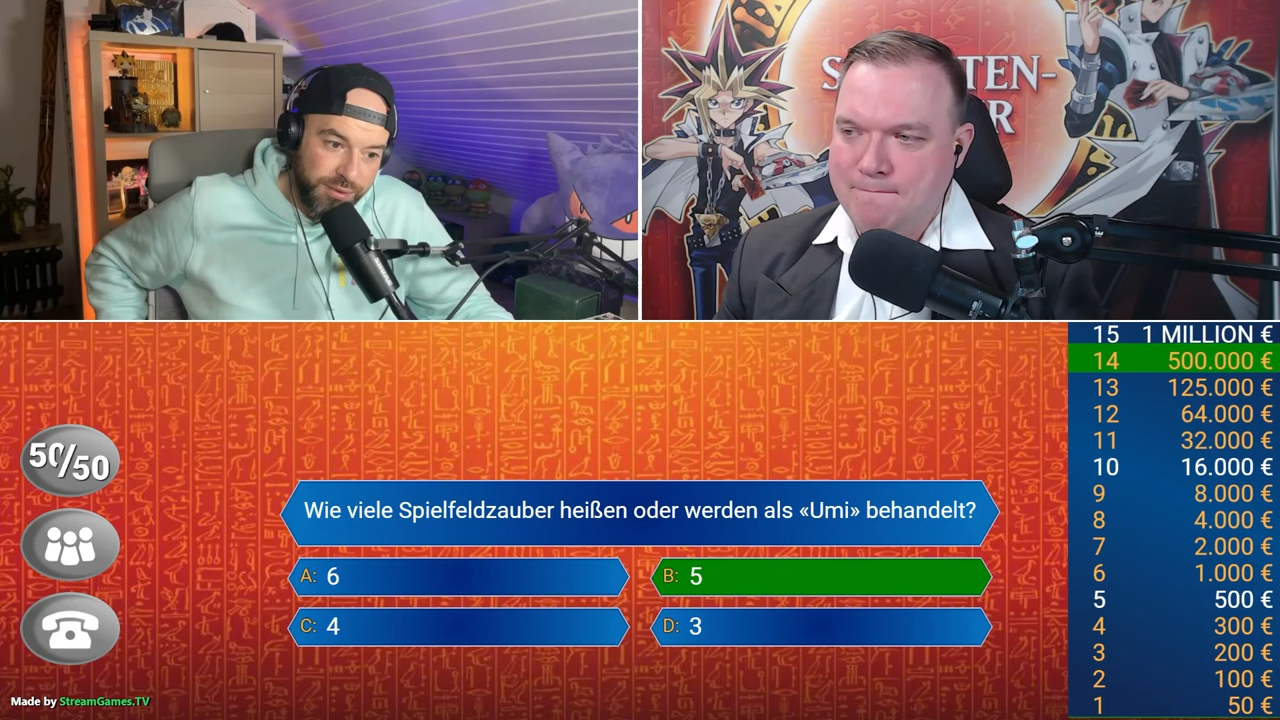 50/50
Wie viele Spielfeldzauber heißen oder werden als «Umi» behandelt?
A: 6
B: 5
C: 4
D: 3
15 1 MILLION €
14 500.000 €
13 125.000 €
12 64.000 €
11 32.000 €
10 16.000 €
9 8.000 €
8 4.000 €
7 2.000 €
6 1.000 €
5 500 €
4 300 €
3 200 €
2 100 €
1 50 €
Made by StreamGames.TV